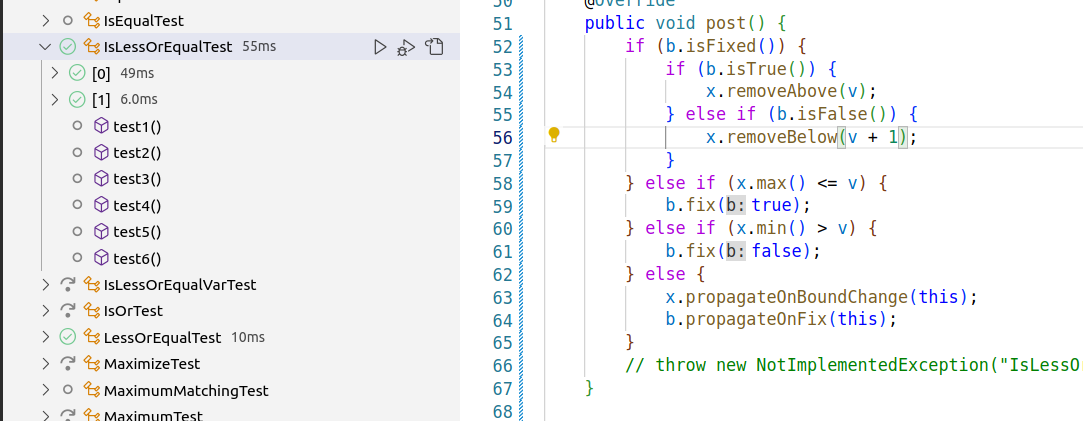 IsEqualTest
IsLessOrEqualTest 55ms
[0] 49ms
[1] 6.0ms
test1()
test2()
test3()
test4()
test5()
test6()
IsLessOrEqualVarTest
IsOrTest
LessOrEqualTest 10ms
MaximizeTest
MaximumMatchingTest
MaximumTest
50 @Override
51 public void post() {
52 if (b.isFixed()) {
53 if (b.isTrue()) {
54 x.removeAbove(v);
55 } else if (b.isFalse()) {
56 x.removeBelow(v + 1);
57 }
58 } else if (x.max() <= v) {
59 b.fix(b: true);
60 } else if (x.min() > v) {
61 b.fix(b: false);
62 } else {
63 x.propagateOnBoundChange(this);
64 b.propagateOnFix(this);
65 }
66 // throw new NotImplementedException("IsLessO
67 }
68